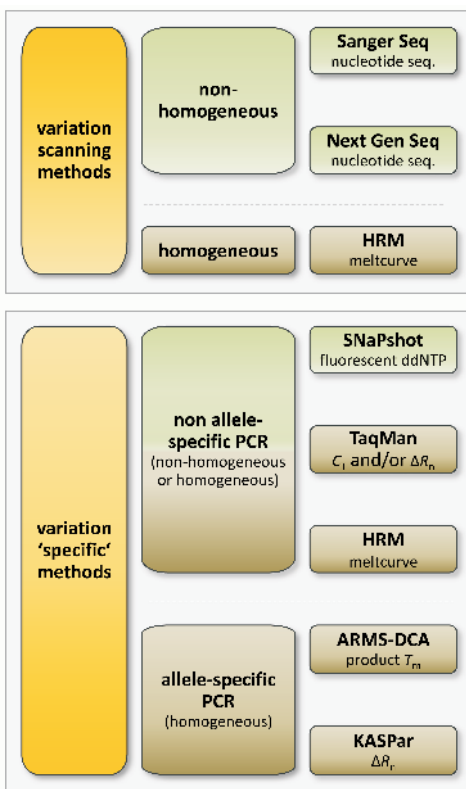 variation
scanning
methods
non-
homogeneous
Sanger Seq
nucleotide seq.
Next Gen Seq
nucleotide seq.
homogeneous
HRM
meltcurve
variation
‘specific‘
methods
non allele-
specific PCR
(non-homogeneous
or homogeneous)
SNaPshot
fluorescent ddNTP
TaqMan
Ct and/or ΔRn
HRM
meltcurve
allele-specific
PCR
(homogeneous)
ARMS-DCA
product Tm
KASPar
ΔRn